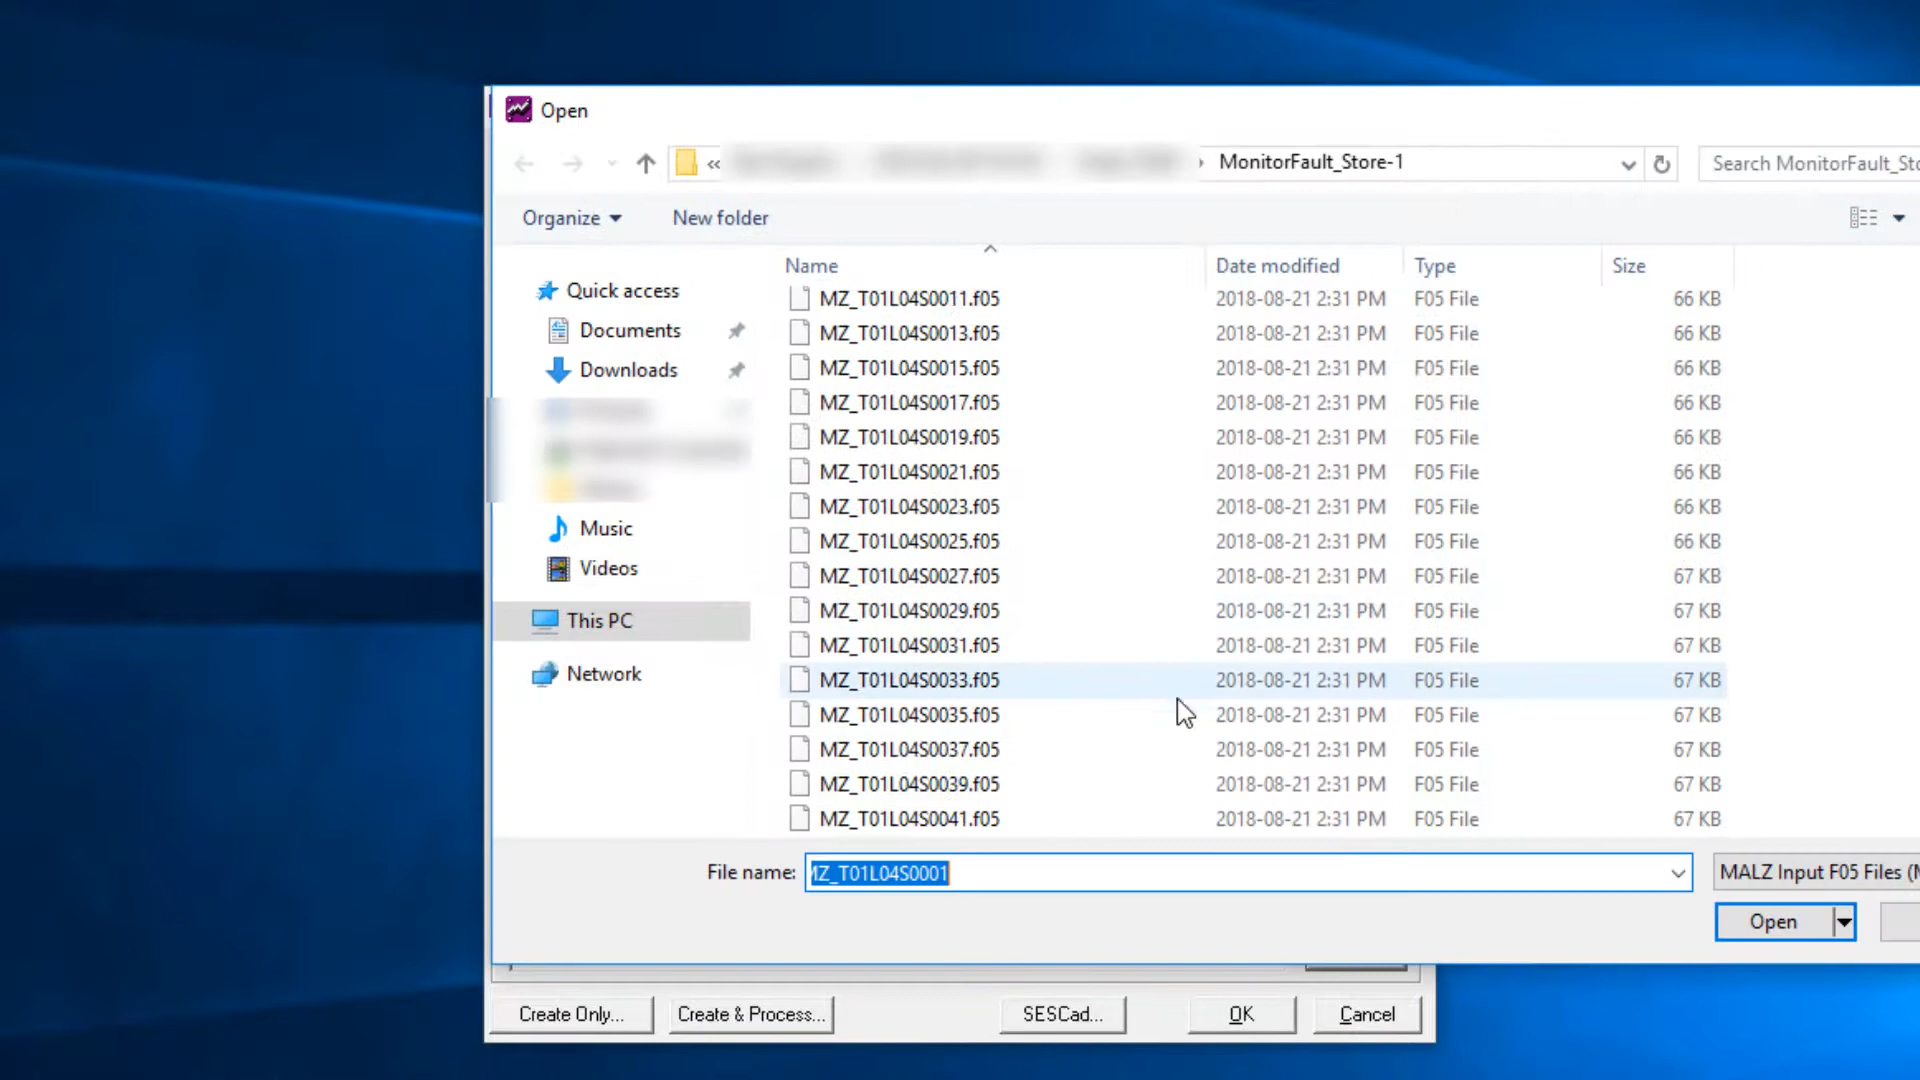 Open
« MonitorFault_Store-1
Search MonitorFault_Sto
Organize New folder
Name Date modified Type Size
Quick access
Documents
Downloads
Music
Videos
This PC
Network
MZ_T01L04S0011.f05 2018-08-21 2:31 PM F05 File 66 KB
MZ_T01L04S0013.f05 2018-08-21 2:31 PM F05 File 66 KB
MZ_T01L04S0015.f05 2018-08-21 2:31 PM F05 File 66 KB
MZ_T01L04S0017.f05 2018-08-21 2:31 PM F05 File 66 KB
MZ_T01L04S0019.f05 2018-08-21 2:31 PM F05 File 66 KB
MZ_T01L04S0021.f05 2018-08-21 2:31 PM F05 File 66 KB
MZ_T01L04S0023.f05 2018-08-21 2:31 PM F05 File 66 KB
MZ_T01L04S0025.f05 2018-08-21 2:31 PM F05 File 66 KB
MZ_T01L04S0027.f05 2018-08-21 2:31 PM F05 File 67 KB
MZ_T01L04S0029.f05 2018-08-21 2:31 PM F05 File 67 KB
MZ_T01L04S0031.f05 2018-08-21 2:31 PM F05 File 67 KB
MZ_T01L04S0033.f05 2018-08-21 2:31 PM F05 File 67 KB
MZ_T01L04S0035.f05 2018-08-21 2:31 PM F05 File 67 KB
MZ_T01L04S0037.f05 2018-08-21 2:31 PM F05 File 67 KB
MZ_T01L04S0039.f05 2018-08-21 2:31 PM F05 File 67 KB
MZ_T01L04S0041.f05 2018-08-21 2:31 PM F05 File 67 KB
File name: MZ_T01L04S0001 MALZ Input F05 Files (M
Open
Create Only... Create & Process... SESCad... OK Cancel